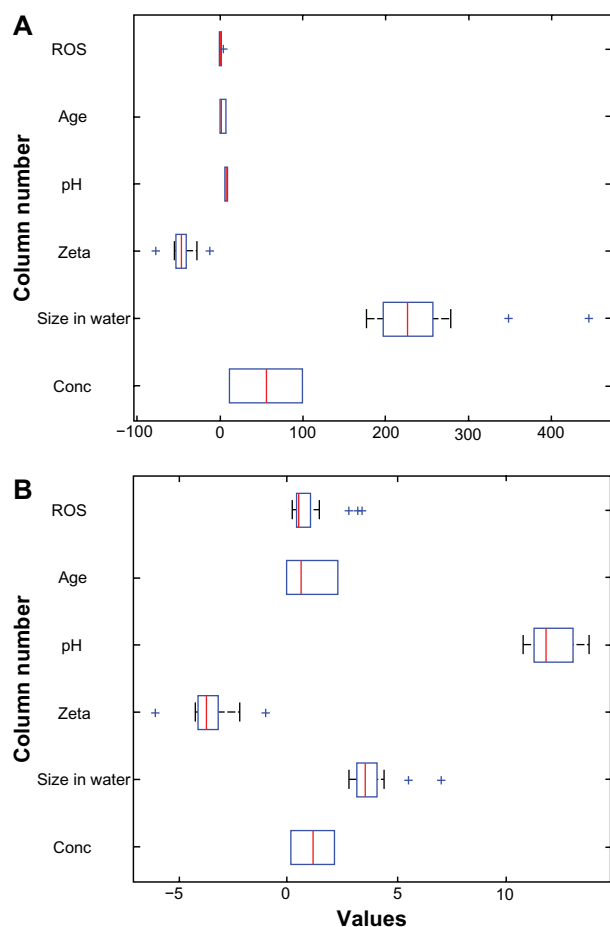 A
ROS
Age
pH
Zeta
Size in water
Conc
Column number
−100 0 100 200 300 400
B
ROS
Age
pH
Zeta
Size in water
Conc
Column number
−5 0 5 10
Values